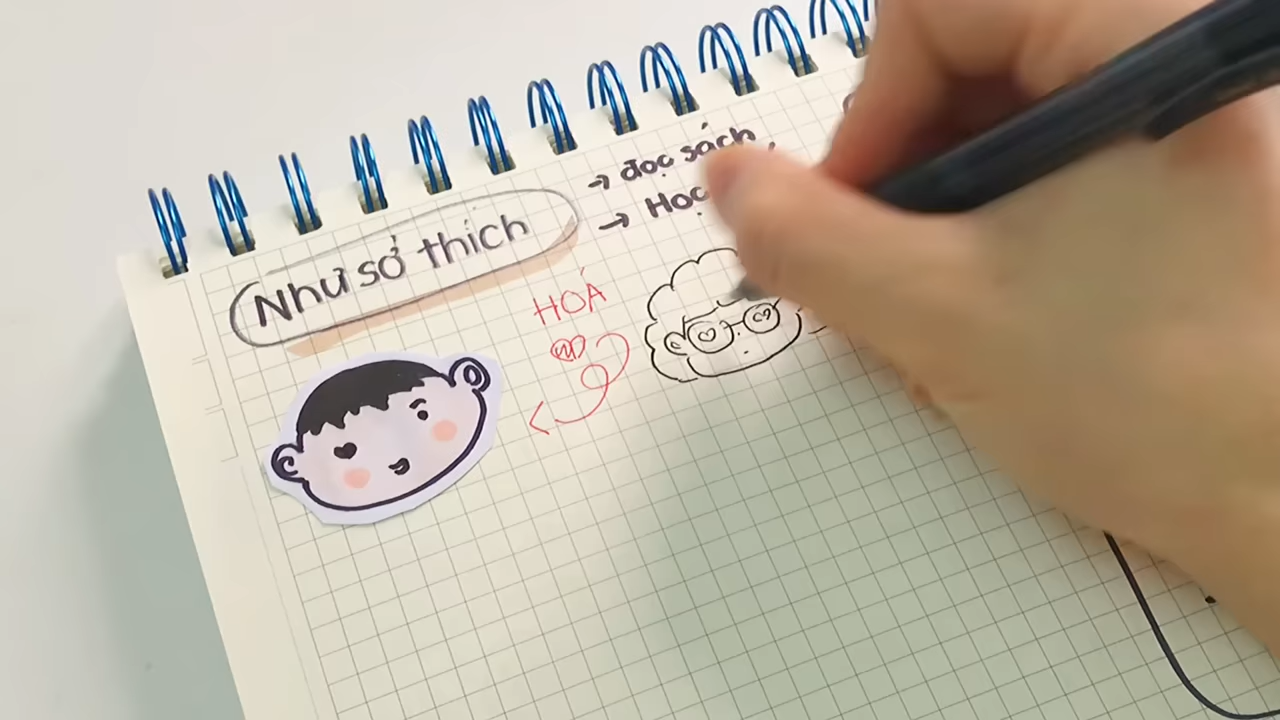 Như sở thích
→ đọc sách
→ Học
HOÁ